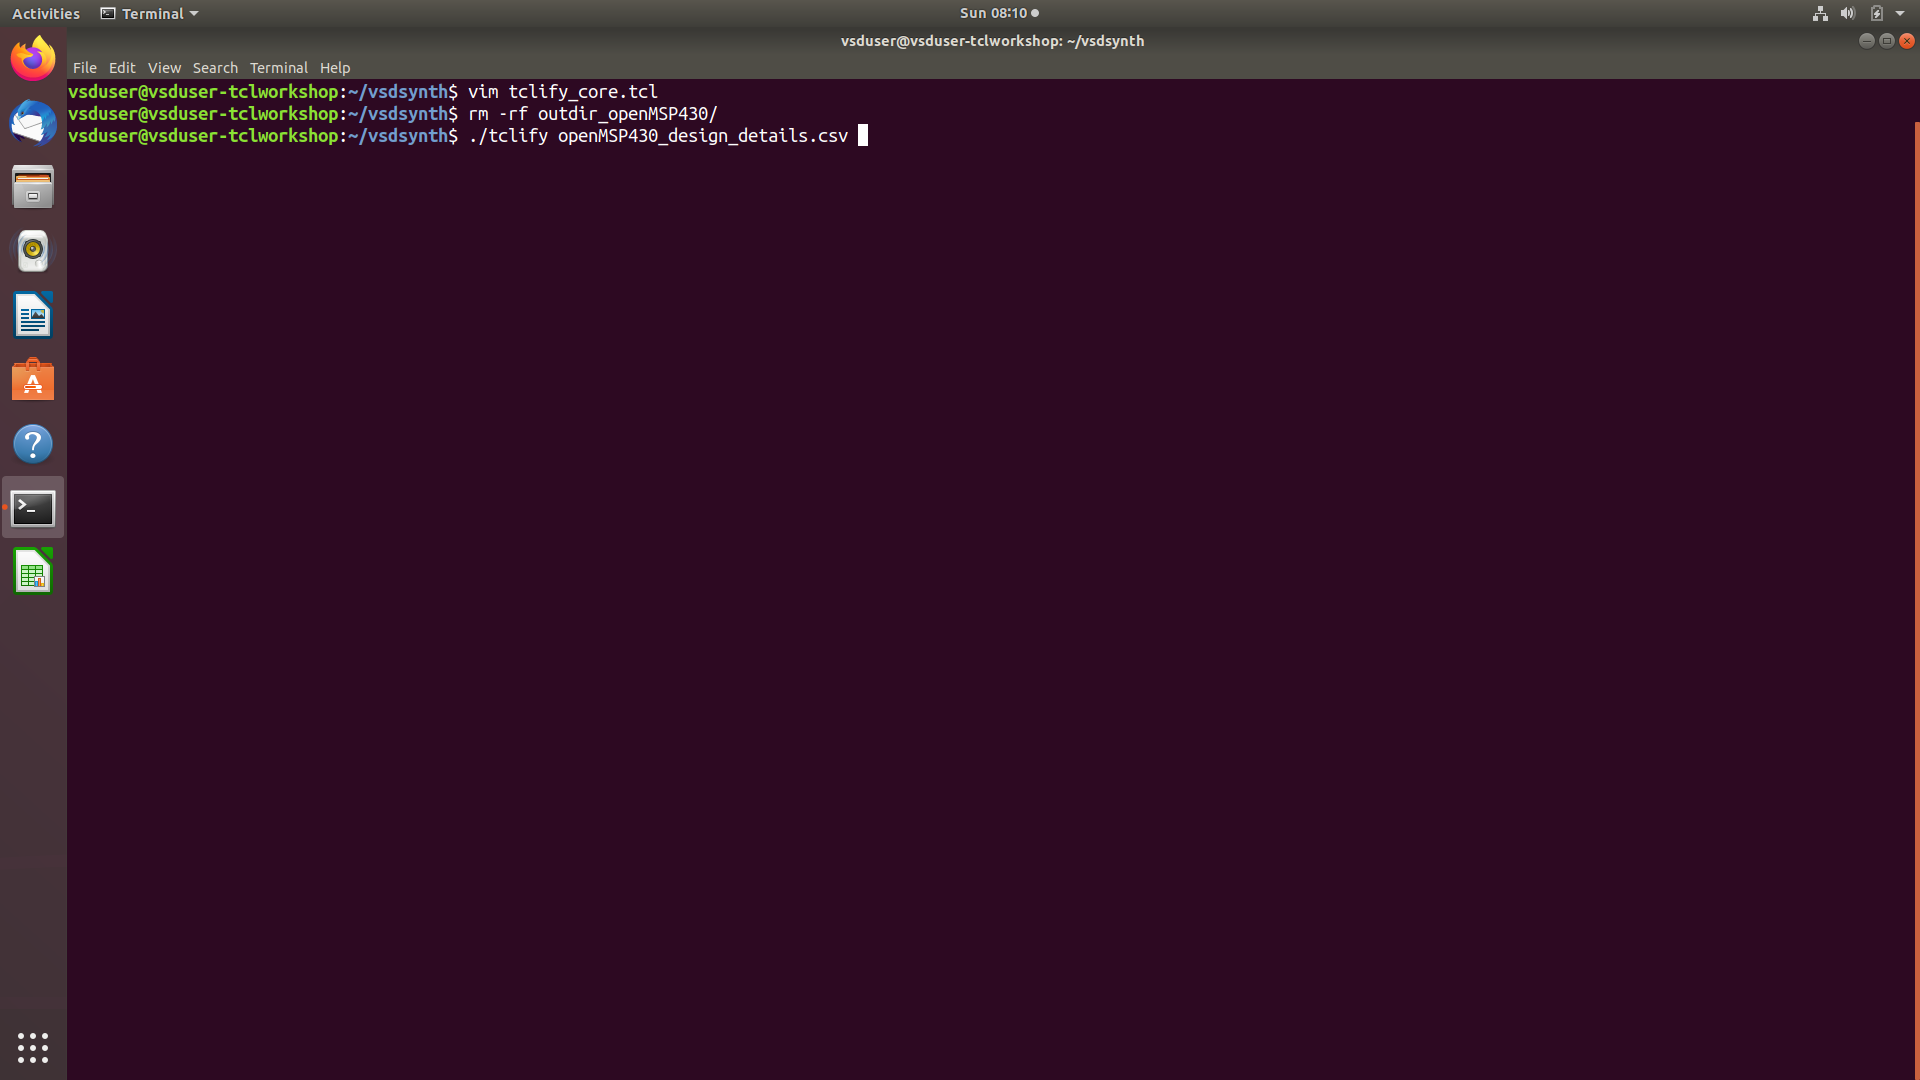 Activities Terminal Sun 08:10
vsduser@vsduser-tclworkshop: ~/vsdsynth
File Edit View Search Terminal Help
vsduser@vsduser-tclworkshop:~/vsdsynth$ vim tclify_core.tcl
vsduser@vsduser-tclworkshop:~/vsdsynth$ rm -rf outdir_openMSP430/
vsduser@vsduser-tclworkshop:~/vsdsynth$ ./tclify openMSP430_design_details.csv